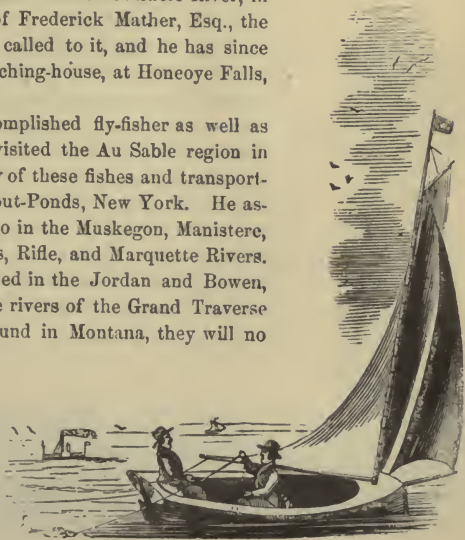 of Frederick Mather, Esq., the
called to it, and he has since
ching-house, at Honeoye Falls,
omplished fly-fisher as well as
visited the Au Sable region in
of these fishes and transport-
out-Ponds, New York. He as-
o in the Muskegon, Manistere,
s, Rifle, and Marquette Rivers.
ed in the Jordan and Bowen,
e rivers of the Grand Traverse
und in Montana, they will no